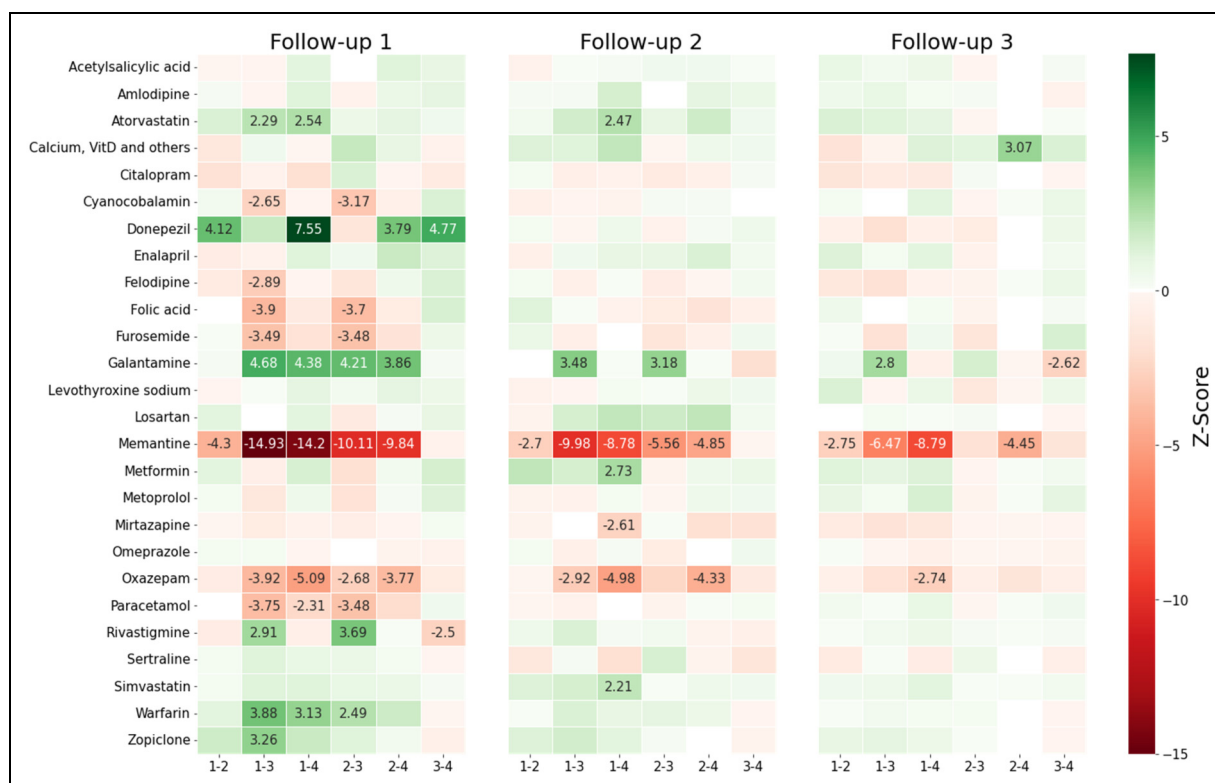 Follow-up 1 Follow-up 2 Follow-up 3
Acetylsalicylic acid
Amlodipine
Atorvastatin 2.29 2.54 2.47
Calcium, VitD and others 3.07
Citalopram
Cyanocobalamin -2.65 -3.17
Donepezil 4.12 7.55 3.79 4.77
Enalapril
Felodipine -2.89
Folic acid -3.9 -3.7
Furosemide -3.49 -3.48
Galantamine 4.68 4.38 4.21 3.86 3.48 3.18 2.8 -2.62
Levothyroxine sodium
Losartan
Memantine -4.3 -14.93 -14.2 -10.11 -9.84 -2.7 -9.98 -8.78 -5.56 -4.85 -2.75 -6.47 -8.79 -4.45
Metformin 2.73
Metoprolol
Mirtazapine -2.61
Omeprazole
Oxazepam -3.92 -5.09 -2.68 -3.77 -2.92 -4.98 -4.33 -2.74
Paracetamol -3.75 -2.31 -3.48
Rivastigmine 2.91 3.69 -2.5
Sertraline
Simvastatin 2.21
Warfarin 3.88 3.13 2.49
Zopiclone 3.26
1-2 1-3 1-4 2-3 2-4 3-4 1-2 1-3 1-4 2-3 2-4 3-4 1-2 1-3 1-4 2-3 2-4 3-4
5
0
-5
-10
-15
Z-Score